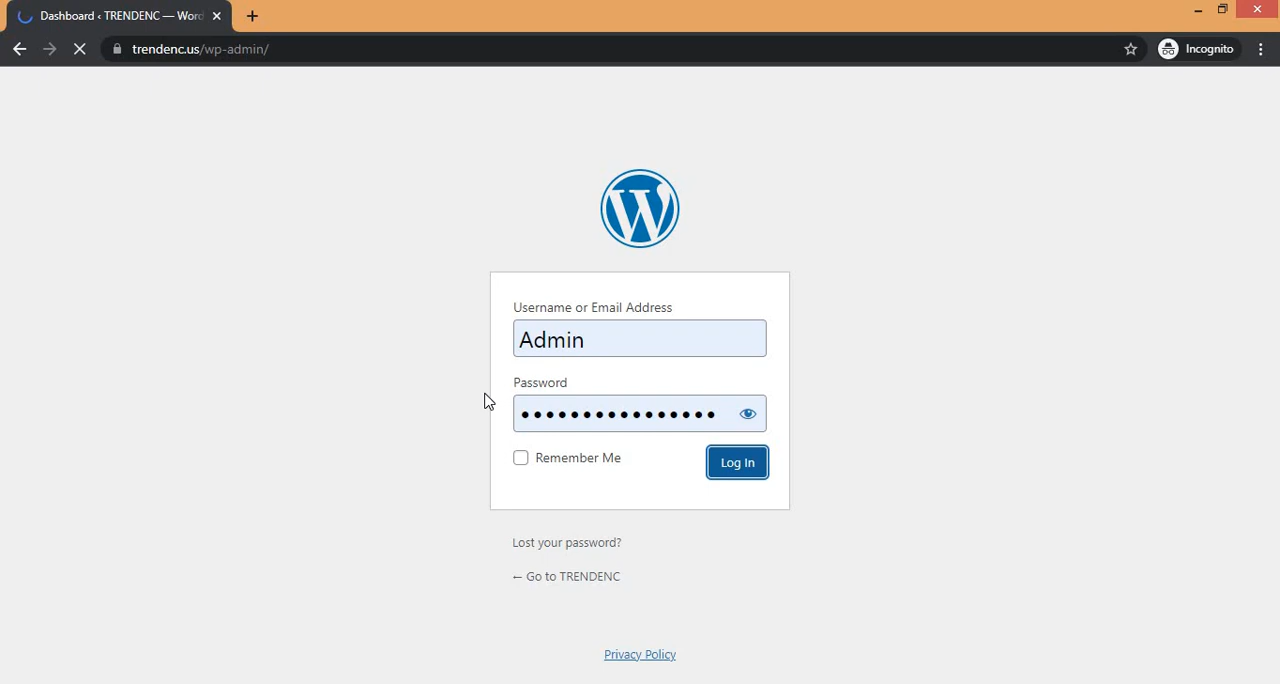 Dashboard ‹ TRENDENC — Word
trendenc.us/wp-admin/
Incognito
Username or Email Address
Admin
Password
Remember Me
Log In
Lost your password?
← Go to TRENDENC
Privacy Policy